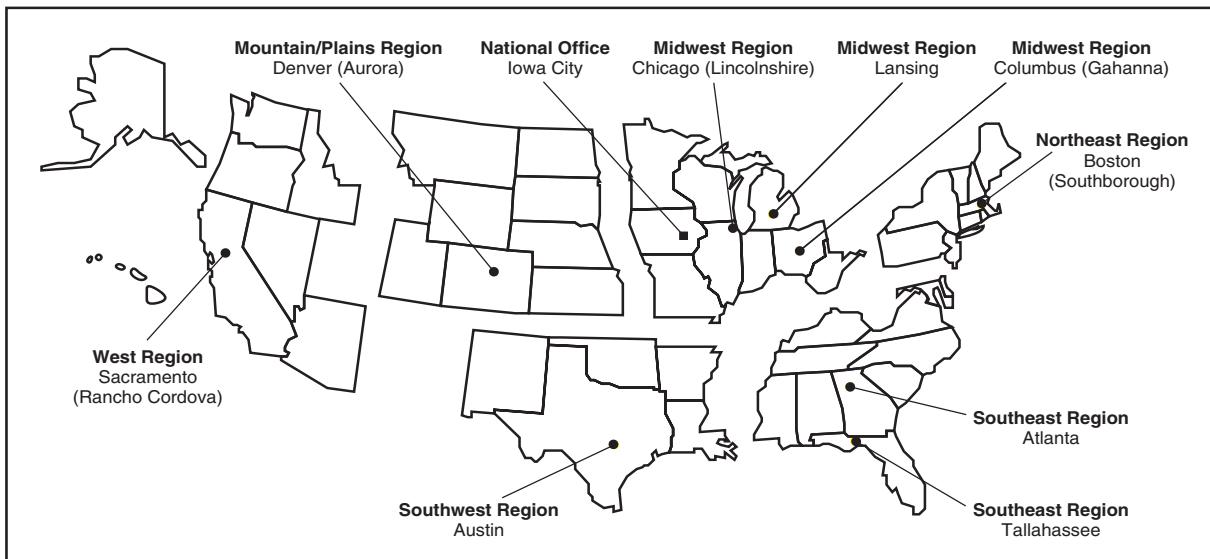 Mountain/Plains Region
Denver (Aurora)
National Office
Iowa City
Midwest Region
Chicago (Lincolnshire)
Midwest Region
Lansing
Midwest Region
Columbus (Gahanna)
Northeast Region
Boston
(Southborough)
West Region
Sacramento
(Rancho Cordova)
Southeast Region
Atlanta
Southwest Region
Austin
Southeast Region
Tallahassee